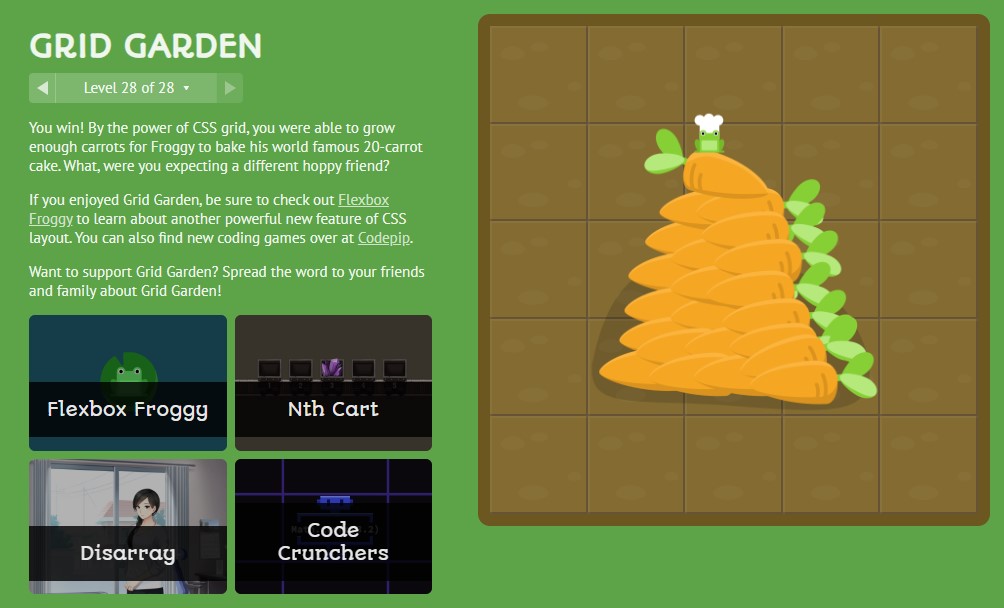 GRID GARDEN
Level 28 of 28
You win! By the power of CSS grid, you were able to grow
enough carrots for Froggy to bake his world famous 20-carrot
cake. What, were you expecting a different hoppy friend?
If you enjoyed Grid Garden, be sure to check out Flexbox
Froggy to learn about another powerful new feature of CSS
layout. You can also find new coding games over at Codepip.
Want to support Grid Garden? Spread the word to your friends
and family about Grid Garden!
Flexbox Froggy
Nth Cart
Disarray
Code
Crunchers